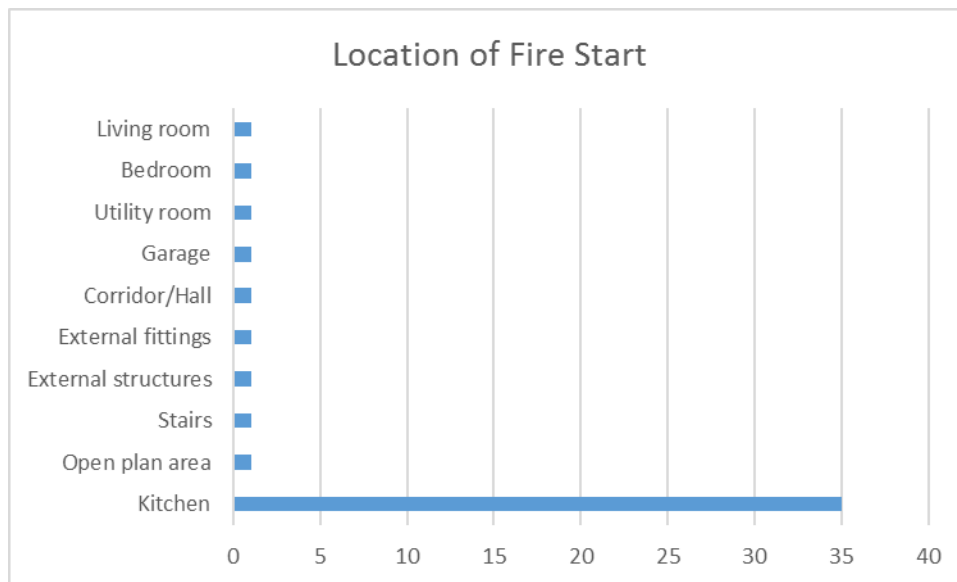 Location of Fire Start
Living room
Bedroom
Utility room
Garage
Corridor/Hall
External fittings
External structures
Stairs
Open plan area
Kitchen
0 5 10 15 20 25 30 35 40